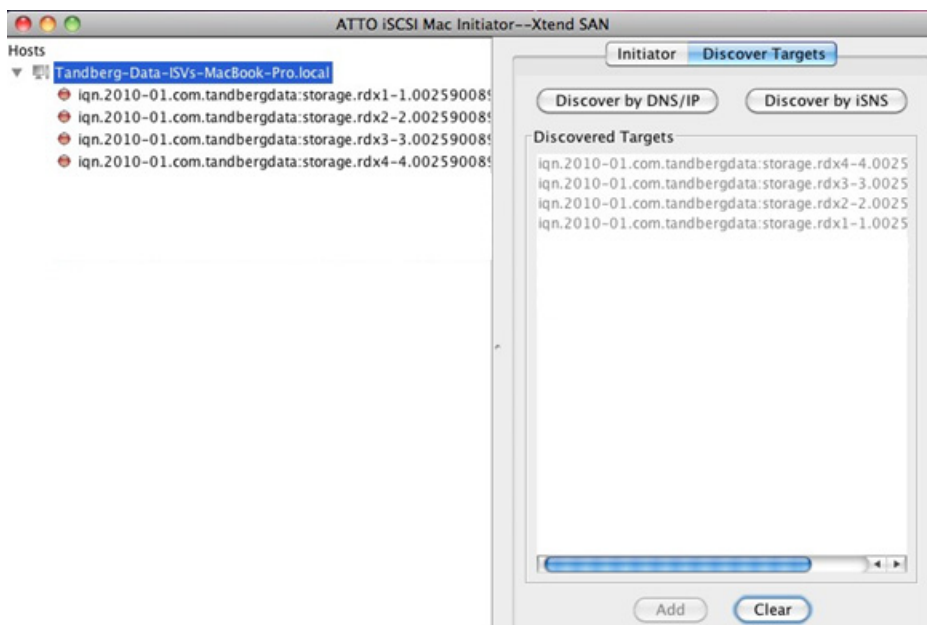 ATTO iSCSI Mac Initiator--Xtend SAN
Hosts
Tandberg-Data-ISVs-MacBook-Pro.local
iqn.2010-01.com.tandbergdata:storage.rdx1-1.00259008
iqn.2010-01.com.tandbergdata:storage.rdx2-2.00259008
iqn.2010-01.com.tandbergdata:storage.rdx3-3.00259008
iqn.2010-01.com.tandbergdata:storage.rdx4-4.00259008
Initiator Discover Targets
Discover by DNS/IP Discover by iSNS
Discovered Targets
iqn.2010-01.com.tandbergdata:storage.rdx4-4.0025
iqn.2010-01.com.tandbergdata:storage.rdx3-3.0025
iqn.2010-01.com.tandbergdata:storage.rdx2-2.0025
iqn.2010-01.com.tandbergdata:storage.rdx1-1.0025
Add Clear